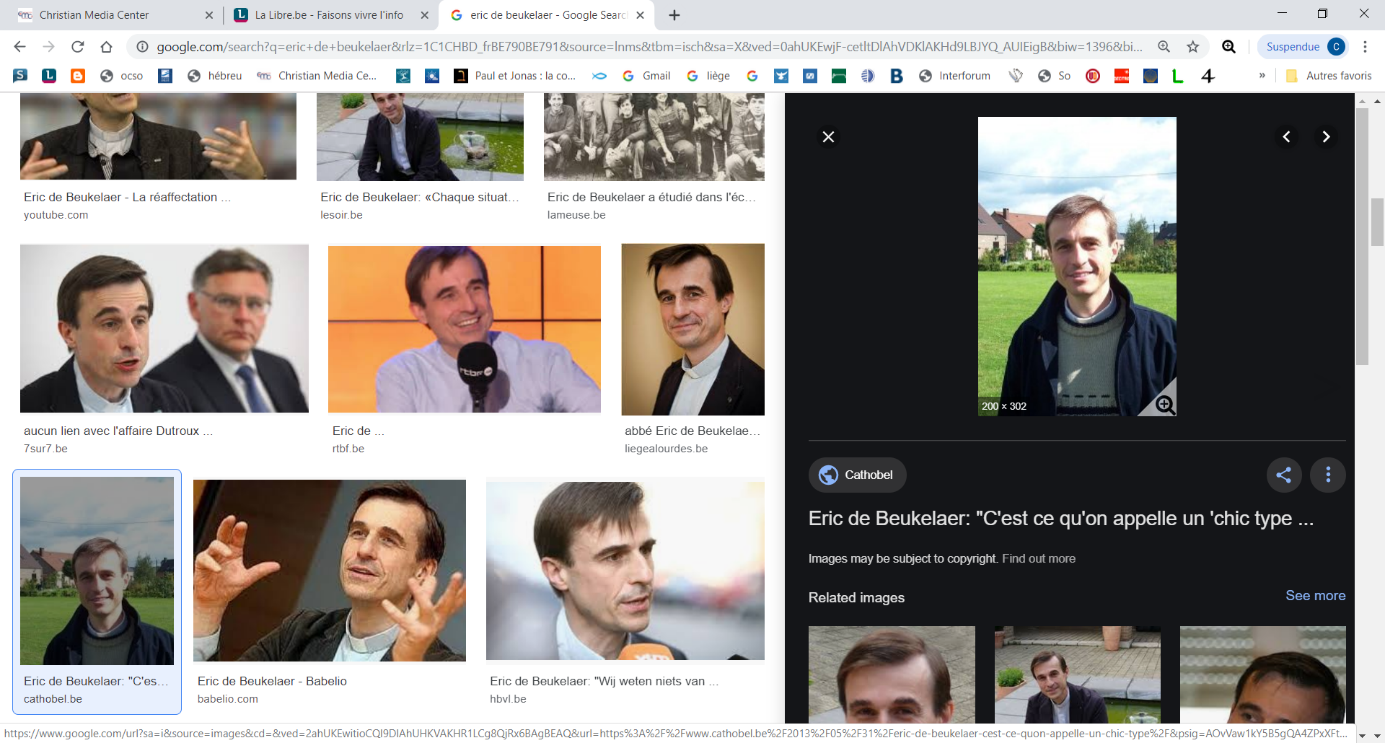 Christian Media Center
La Libre.be - Faisons vivre l'info
eric de beukelaer - Google Searc
google.com/search?q=eric+de+beukelaer&rlz=1C1CHBD_frBE790BE791&source=lnms&tbm=isch&sa=X&ved=0ahUKEwjF-cetltDlAhVDKlAKHd9LBJYQ_AUIEigB&biw=1396&bi...
Suspendue
C
ocso
hébreu
Christian Media Ce...
Paul et Jonas : la co...
Gmail
liège
Interforum
So
»
Autres favoris
Eric de Beukelaer - La réaffectation ...
youtube.com
Eric de Beukelaer: «Chaque situat...
lesoir.be
Eric de Beukelaer a étudié dans l'éc...
lameuse.be
rtbf
aucun lien avec l'affaire Dutroux ...
7sur7.be
Eric de ...
rtbf.be
abbé Eric de Beukelae...
liegealourdes.be
Eric de Beukelaer: "C'es...
cathobel.be
Eric de Beukelaer - Babelio
babelio.com
Eric de Beukelaer: "Wij weten niets van ...
hbvl.be
200 × 302
Cathobel
Eric de Beukelaer: "C'est ce qu'on appelle un 'chic type ...
Images may be subject to copyright. Find out more
Related images
See more
https://www.google.com/url?sa=i&source=images&cd=&ved=2ahUKEwitioCQl9DlAhUHKVAKHR1LCg8QjRx6BAgBEAQ&url=https%3A%2F%2Fwww.cathobel.be%2F2013%2F05%2F31%2Feric-de-beukelaer-cest-ce-quon-appelle-un-chic-type%2F&psig=AOvVaw1kY5B5gQA4ZPxXFt...